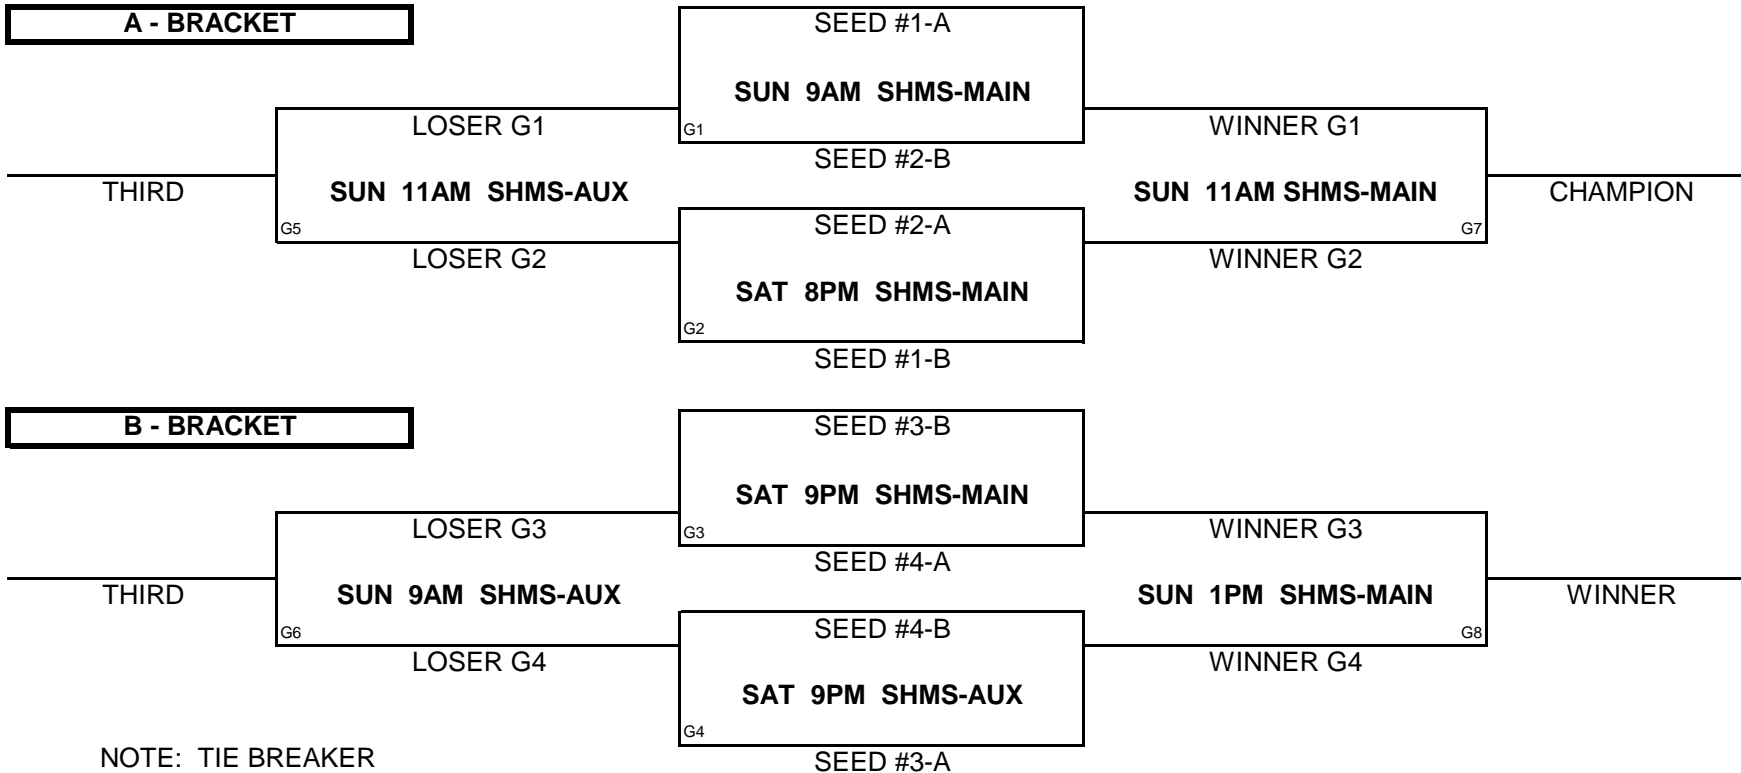 A - BRACKET
SEED #1-A
SUN 9AM SHMS-MAIN
LOSER G1
G1
WINNER G1
SEED #2-B
THIRD
SUN 11AM SHMS-AUX
SUN 11AM SHMS-MAIN
CHAMPION
G5
SEED #2-A
G7
LOSER G2
WINNER G2
SAT 8PM SHMS-MAIN
G2
SEED #1-B
B - BRACKET
SEED #3-B
SAT 9PM SHMS-MAIN
LOSER G3
G3
WINNER G3
SEED #4-A
THIRD
SUN 9AM SHMS-AUX
SUN 1PM SHMS-MAIN
WINNER
G6
SEED #4-B
G8
LOSER G4
WINNER G4
SAT 9PM SHMS-AUX
G4
NOTE: TIE BREAKER
SEED #3-A